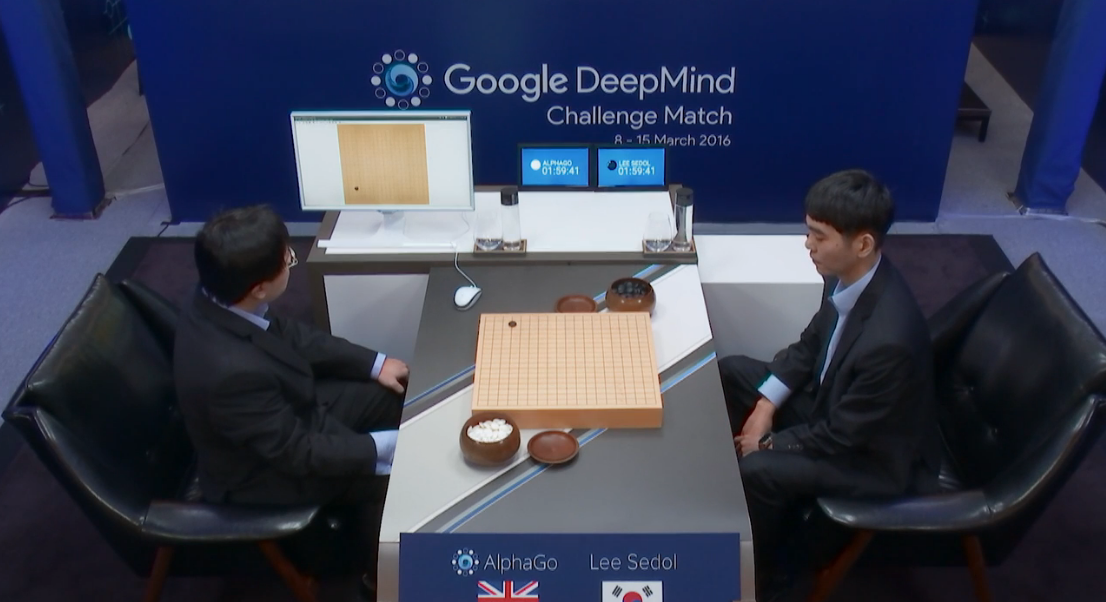 Google DeepMind
Challenge Match
8 - 15 March 2016
ALPHAGO
01:59:41
LEE SEDOL
01:59:41
AlphaGo
Lee Sedol